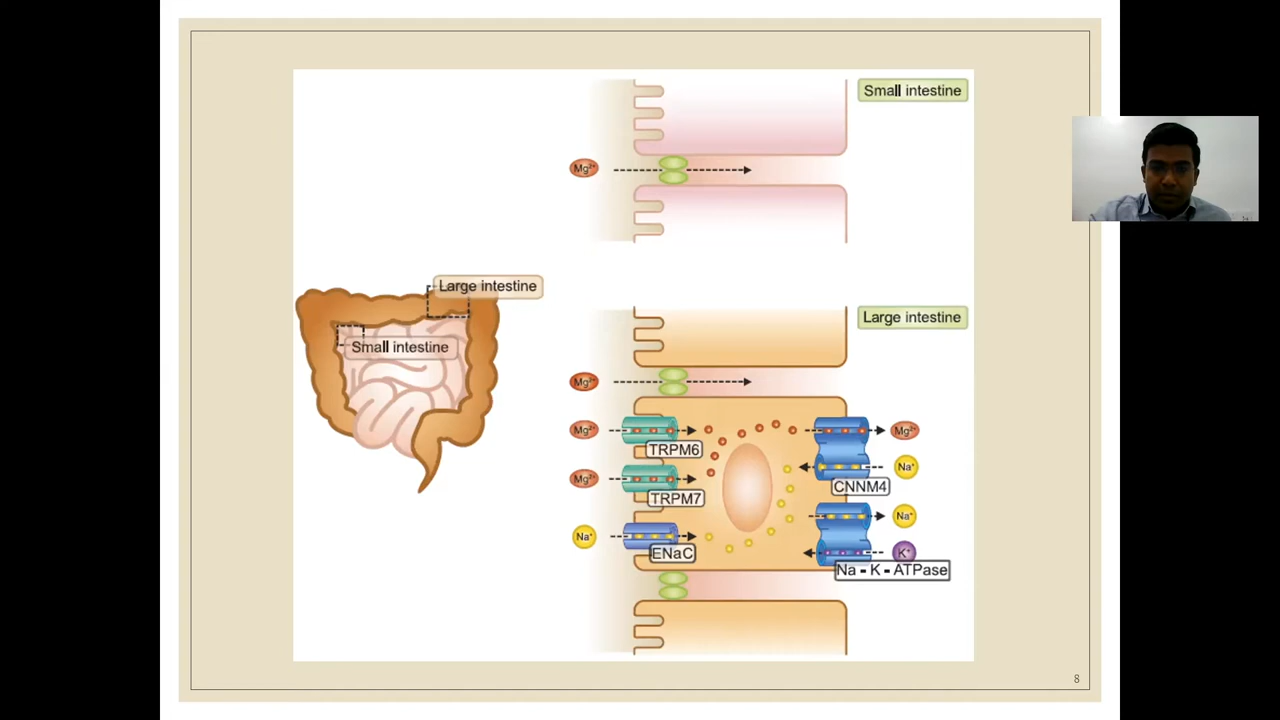 Small intestine
Mg²⁺
Large intestine
Small intestine
Large intestine
Mg²⁺
Mg²⁺
TRPM6
Mg²⁺
Mg²⁺
TRPM7
Na⁺
CNNM4
Na⁺
ENaC
Na⁺
K⁺
Na - K - ATPase
8